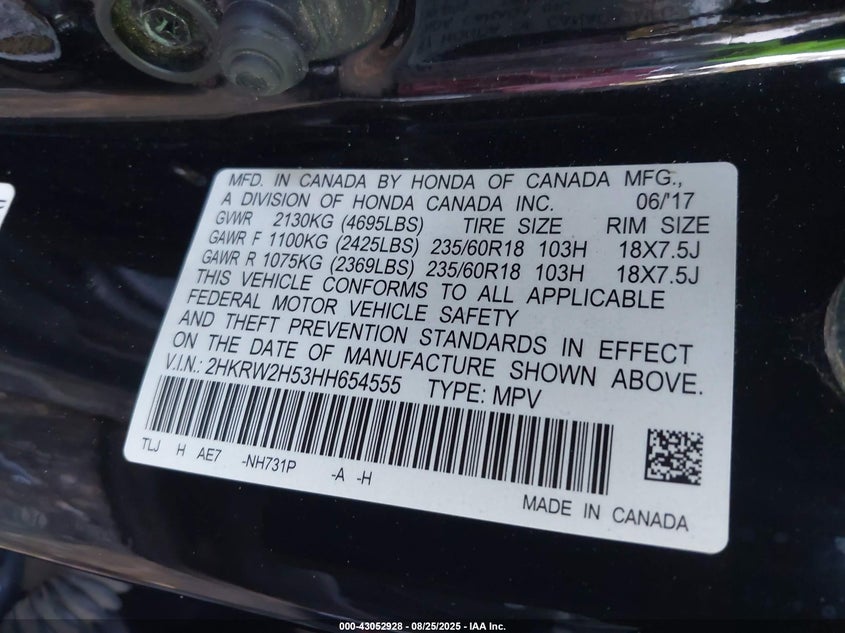 MFD. IN CANADA BY HONDA OF CANADA MFG.,
A DIVISION OF HONDA CANADA INC. 06/'17
GVWR 2130KG (4695LBS) TIRE SIZE RIM SIZE
GAWR F 1100KG (2425LBS) 235/60R18 103H 18X7.5J
GAWR R 1075KG (2369LBS) 235/60R18 103H 18X7.5J
THIS VEHICLE CONFORMS TO ALL APPLICABLE
FEDERAL MOTOR VEHICLE SAFETY
AND THEFT PREVENTION STANDARDS IN EFFECT
ON THE DATE OF MANUFACTURE SHOWN ABOVE.
V.I.N.: 2HKRW2H53HH654555 TYPE: MPV
TLJ H AE7 -NH731P -A -H
MADE IN CANADA
000-43052928 - 08/25/2025 - IAA Inc.